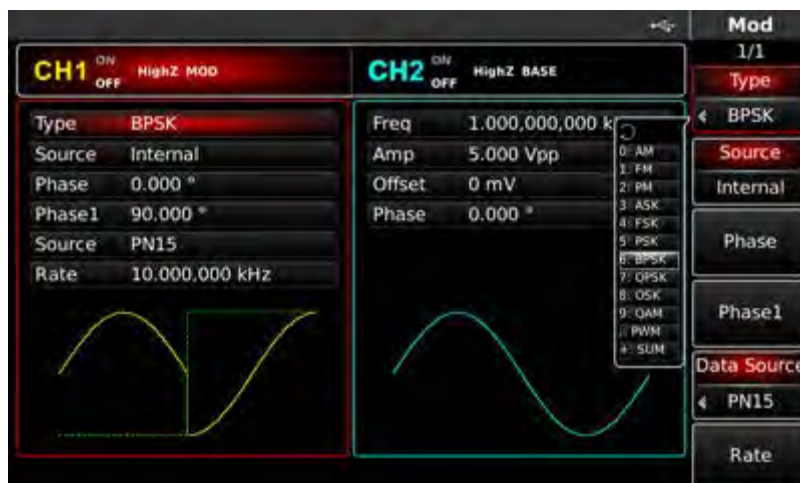 Mod
1/1
CH1 ON OFF HighZ MOD
CH2 ON OFF HighZ BASE
Type BPSK
Source Internal
Phase 0.000 °
Phase1 90.000 °
Source PN15
Rate 10.000,000 kHz
Freq 1.000,000,000 k
Amp 5.000 Vpp
Offset 0 mV
Phase 0.000 °
0: AM
1: FM
2: PM
3: ASK
4: FSK
5: PSK
6: BPSK
7: QPSK
8: OSK
9: QAM
.: PWM
+: SUM
Type
BPSK
Source
Internal
Phase
Phase1
Data Source
PN15
Rate